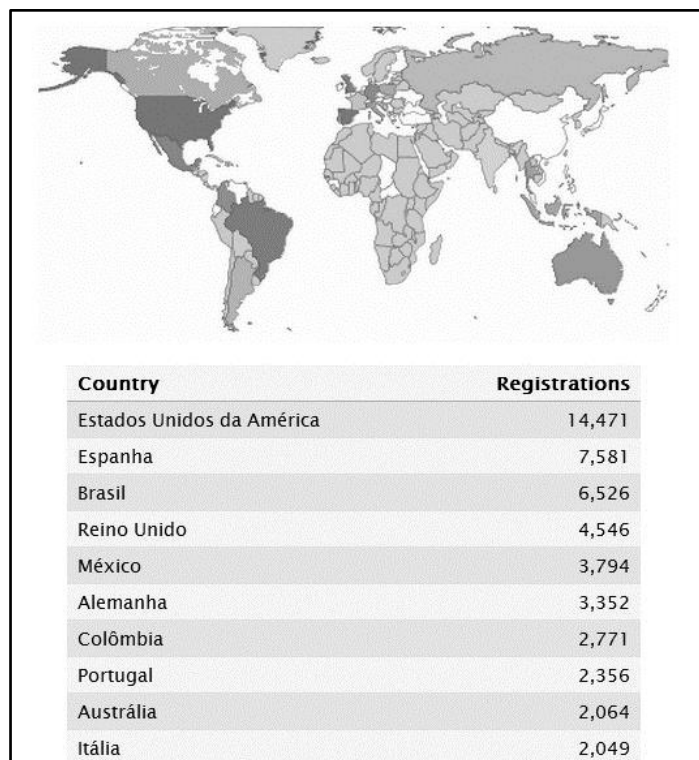 Country Registrations
Estados Unidos da América 14,471
Espanha 7,581
Brasil 6,526
Reino Unido 4,546
México 3,794
Alemanha 3,352
Colômbia 2,771
Portugal 2,356
Austrália 2,064
Itália 2,049